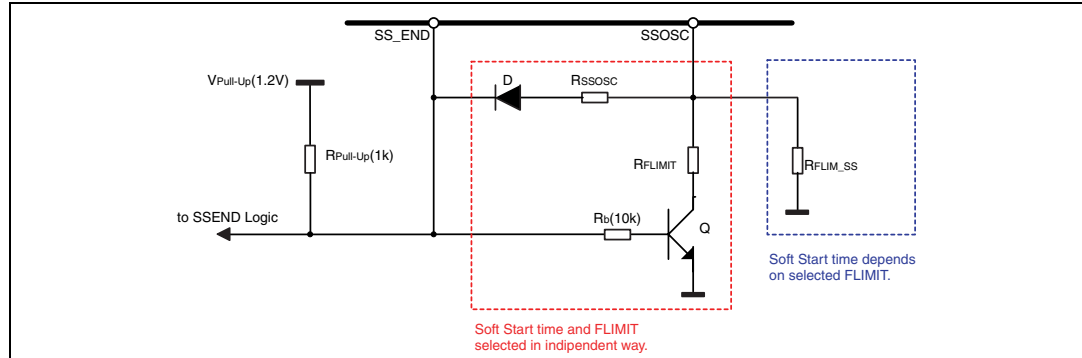 SS_END
SSOSC
VPull-Up(1.2V)
D
RSSOSC
RPull-Up(1k)
RFLIMIT
RFLIM_SS
to SSEND Logic
Rb(10k)
Q
Soft Start time depends
on selected FLIMIT.
Soft Start time and FLIMIT
selected in indipendent way.